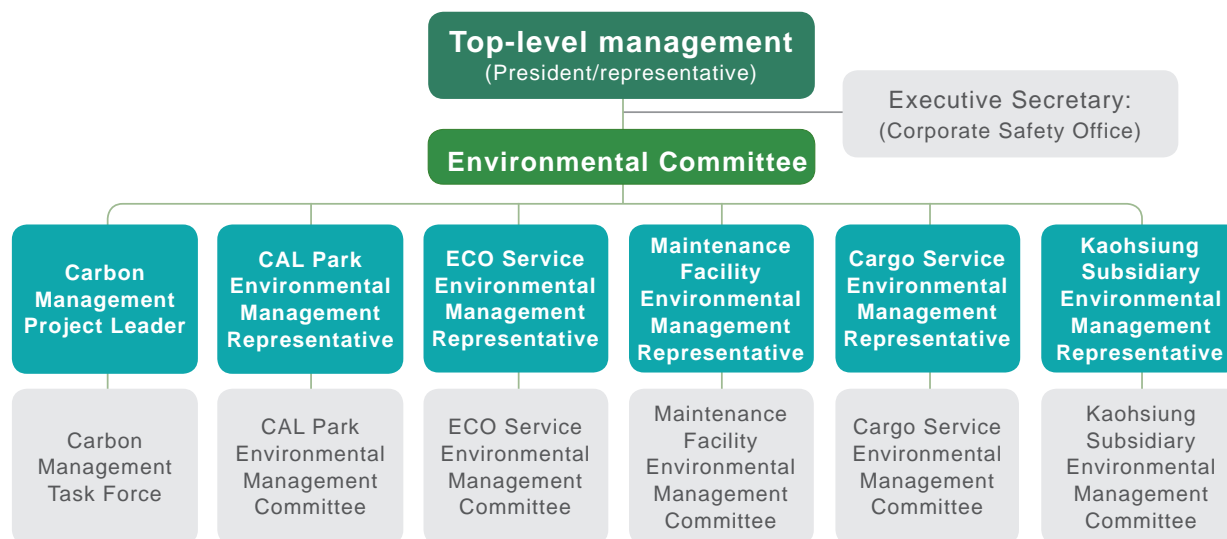 Top-level management
(President/representative)
Executive Secretary:
(Corporate Safety Office)
Environmental Committee
Carbon
Management
Project Leader
CAL Park
Environmental
Management
Representative
ECO Service
Environmental
Management
Representative
Maintenance
Facility
Environmental
Management
Representative
Cargo Service
Environmental
Management
Representative
Kaohsiung
Subsidiary
Environmental
Management
Representative
Carbon
Management
Task Force
CAL Park
Environmental
Management
Committee
ECO Service
Environmental
Management
Committee
Maintenance
Facility
Environmental
Management
Committee
Cargo Service
Environmental
Management
Committee
Kaohsiung
Subsidiary
Environmental
Management
Committee